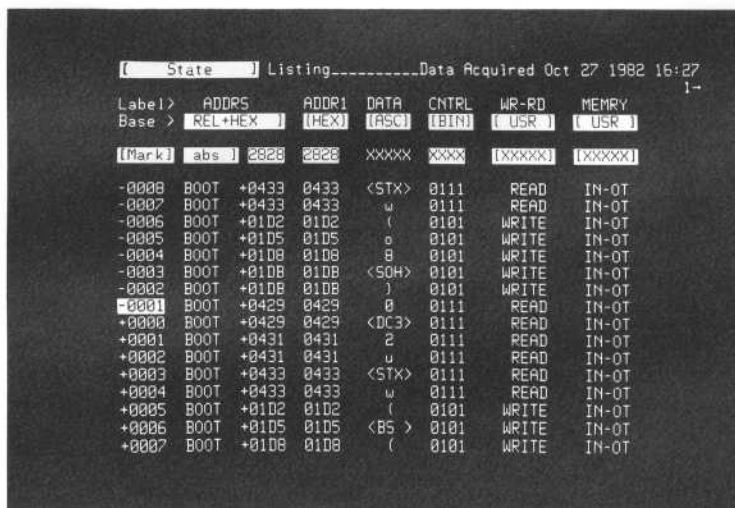 [ State ] Listing__________Data Acquired Oct 27 1982 16:27
1→
Label> ADDRS ADDR1 DATA CNTRL WR-RD MEMRY
Base > [ REL+HEX ] [HEX] [ASC] [BIN] [ USR ] [ USR ]
[Mark] [ abs ] 2828 2828 XXXXX XXXX [XXXXX] [XXXXX]
-0008 BOOT +0433 0433 <STX> 0111 READ IN-OT
-0007 BOOT +0433 0433 w 0111 READ IN-OT
-0006 BOOT +01D2 01D2 ( 0101 WRITE IN-OT
-0005 BOOT +01D5 01D5 o 0101 WRITE IN-OT
-0004 BOOT +01D8 01D8 8 0101 WRITE IN-OT
-0003 BOOT +01DB 01DB <SOH> 0101 WRITE IN-OT
-0002 BOOT +01DB 01DB ) 0101 WRITE IN-OT
-0001 BOOT +0429 0429 0 0111 READ IN-OT
+0000 BOOT +0429 0429 <DC3> 0111 READ IN-OT
+0001 BOOT +0431 0431 2 0111 READ IN-OT
+0002 BOOT +0431 0431 u 0111 READ IN-OT
+0003 BOOT +0433 0433 <STX> 0111 READ IN-OT
+0004 BOOT +0433 0433 w 0111 READ IN-OT
+0005 BOOT +01D2 01D2 ( 0101 WRITE IN-OT
+0006 BOOT +01D5 01D5 <BS > 0101 WRITE IN-OT
+0007 BOOT +01D8 01D8 ( 0101 WRITE IN-OT